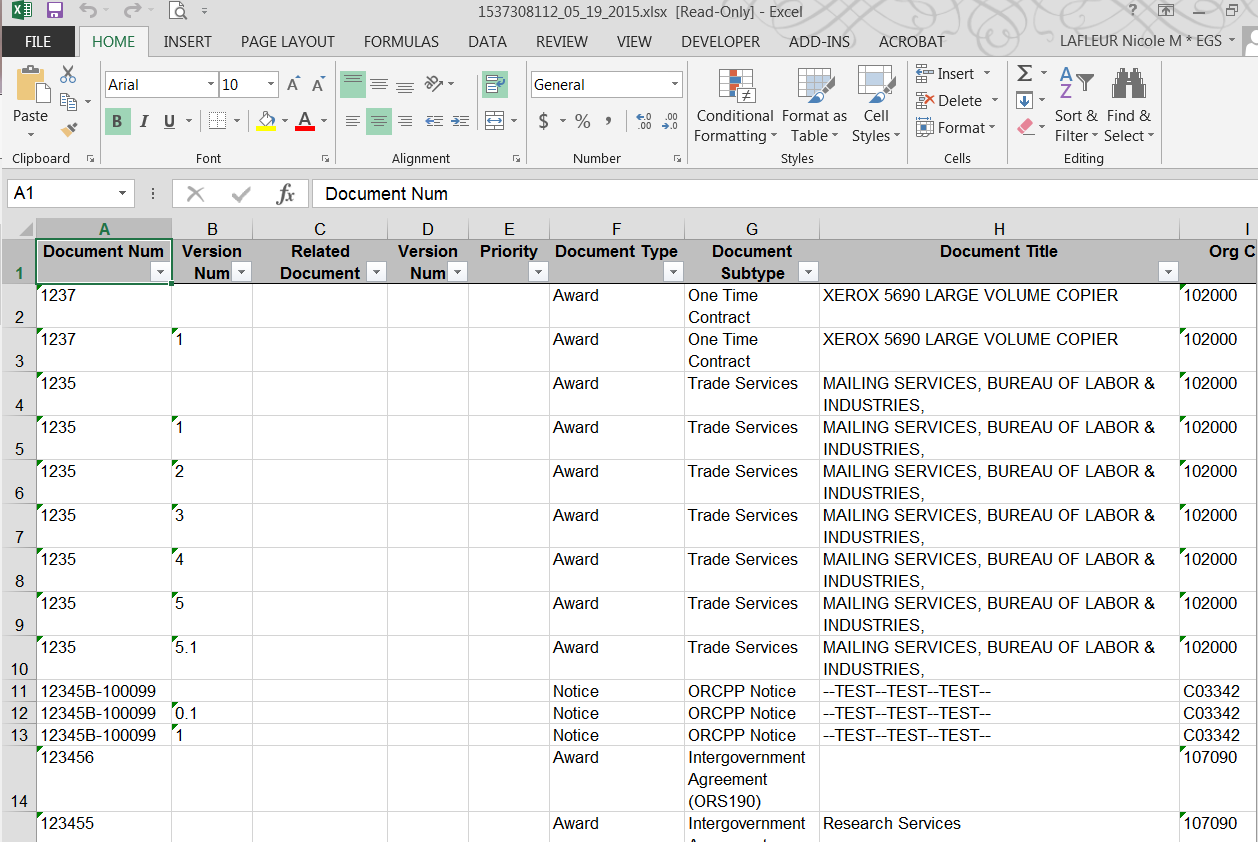 1537308112_05_19_2015.xlsx [Read-Only] - Excel
FILE HOME INSERT PAGE LAYOUT FORMULAS DATA REVIEW VIEW DEVELOPER ADD-INS ACROBAT LAFLEUR Nicole M * EGS
Paste
Clipboard
Arial 10
B I U
Font
Alignment
General
$ % ,
Number
Conditional Formatting
Format as Table
Cell Styles
Styles
Insert
Delete
Format
Cells
Sort & Filter
Find & Select
Editing
A1 fx Document Num
A B C D E F G H I
1 Document Num Version Num Related Document Version Num Priority Document Type Document Subtype Document Title Org C
2 1237 Award One Time Contract XEROX 5690 LARGE VOLUME COPIER 102000
3 1237 1 Award One Time Contract XEROX 5690 LARGE VOLUME COPIER 102000
4 1235 Award Trade Services MAILING SERVICES, BUREAU OF LABOR & INDUSTRIES, 102000
5 1235 1 Award Trade Services MAILING SERVICES, BUREAU OF LABOR & INDUSTRIES, 102000
6 1235 2 Award Trade Services MAILING SERVICES, BUREAU OF LABOR & INDUSTRIES, 102000
7 1235 3 Award Trade Services MAILING SERVICES, BUREAU OF LABOR & INDUSTRIES, 102000
8 1235 4 Award Trade Services MAILING SERVICES, BUREAU OF LABOR & INDUSTRIES, 102000
9 1235 5 Award Trade Services MAILING SERVICES, BUREAU OF LABOR & INDUSTRIES, 102000
10 1235 5.1 Award Trade Services MAILING SERVICES, BUREAU OF LABOR & INDUSTRIES, 102000
11 12345B-100099 Notice ORCPP Notice --TEST--TEST--TEST-- C03342
12 12345B-100099 0.1 Notice ORCPP Notice --TEST--TEST--TEST-- C03342
13 12345B-100099 1 Notice ORCPP Notice --TEST--TEST--TEST-- C03342
14 123456 Award Intergovernment Agreement (ORS190) 107090
123455 Award Intergovernment Research Services 107090